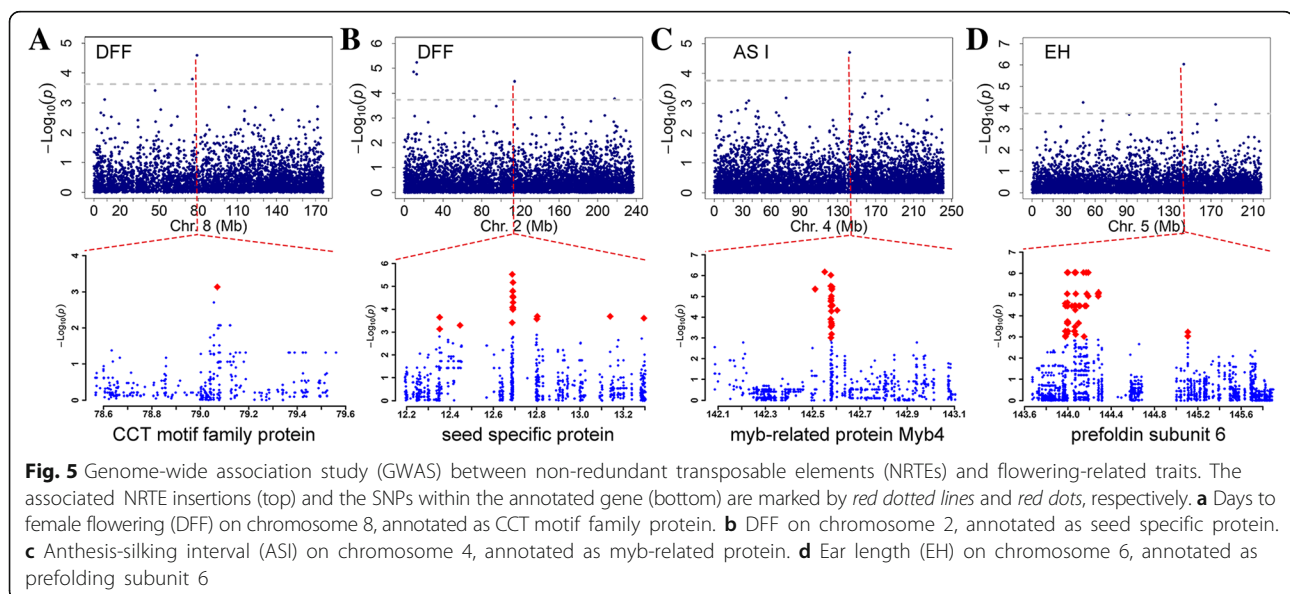 A
DFF
−Log₁₀(p)
5
4
3
2
1
0
0 20 50 80 110 140 170
Chr. 8 (Mb)
−Log₁₀(p)
4
3
2
1
0
78.6 78.8 79.0 79.2 79.4 79.6
CCT motif family protein
B
DFF
−Log₁₀(p)
6
5
4
3
2
1
0
0 40 80 120 160 200 240
Chr. 2 (Mb)
−Log₁₀(p)
6
5
4
3
2
1
0
12.2 12.4 12.6 12.8 13.0 13.2
seed specific protein
C
AS I
−Log₁₀(p)
5
4
3
2
1
0
0 30 60 90 130 170 210 250
Chr. 4 (Mb)
−Log₁₀(p)
7
6
5
4
3
2
1
0
142.1 142.3 142.5 142.7 142.9 143.1
myb-related protein Myb4
D
EH
−Log₁₀(p)
7
6
5
4
3
2
1
0
0 30 60 90 130 170 210
Chr. 5 (Mb)
−Log₁₀(p)
7
6
5
4
3
2
1
0
143.6 144.0 144.4 144.8 145.2 145.6
prefoldin subunit 6
Fig. 5 Genome-wide association study (GWAS) between non-redundant transposable elements (NRTEs) and flowering-related traits. The
associated NRTE insertions (top) and the SNPs within the annotated gene (bottom) are marked by red dotted lines and red dots, respectively. a Days to
female flowering (DFF) on chromosome 8, annotated as CCT motif family protein. b DFF on chromosome 2, annotated as seed specific protein.
c Anthesis-silking interval (ASI) on chromosome 4, annotated as myb-related protein. d Ear length (EH) on chromosome 6, annotated as
prefolding subunit 6